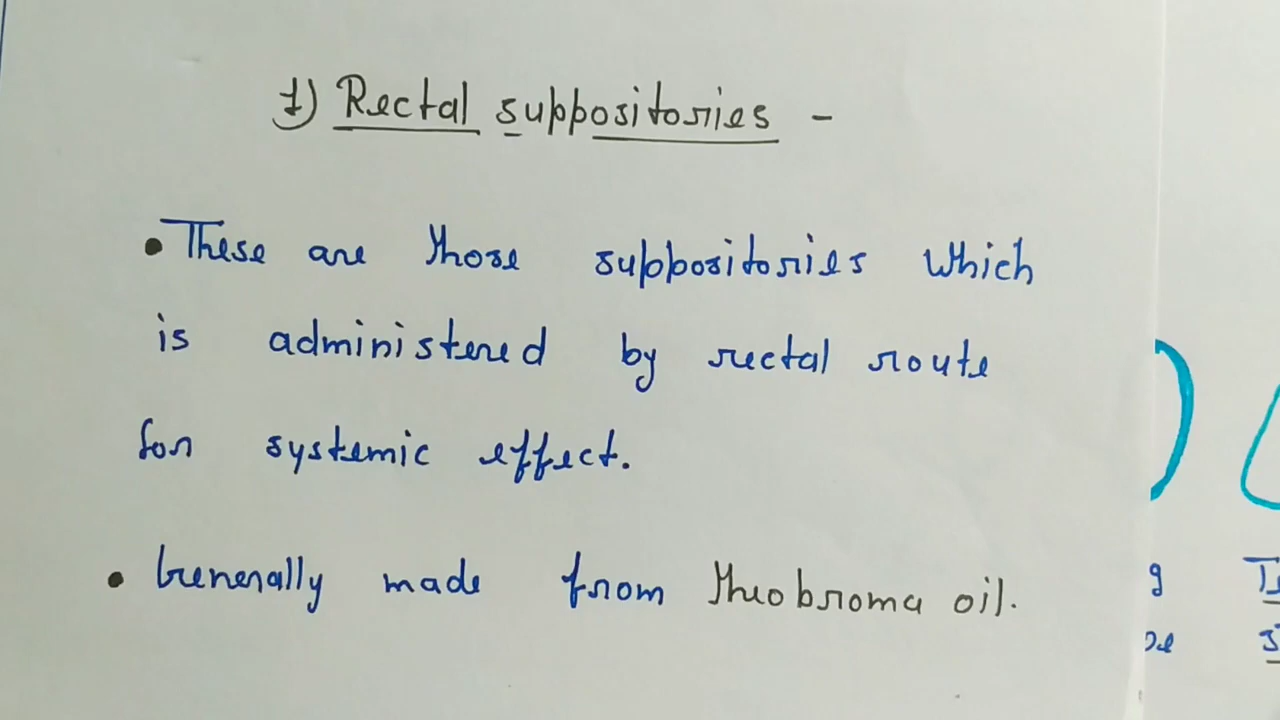 1) Rectal suppositories -
• These are those suppositories which
is administered by rectal route
for systemic effect.
• Generally made from theobroma oil.